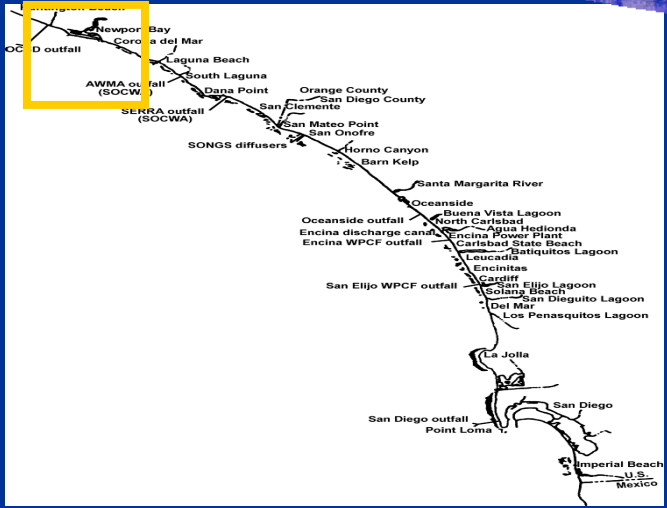 Huntington Beach
Newport Bay
Corona del Mar
OCSD outfall
Laguna Beach
South Laguna
AWMA outfall
(SOCWA)
Dana Point
Orange County
San Diego County
San Clemente
SERRA outfall
(SOCWA)
San Mateo Point
San Onofre
SONGS diffusers
Horno Canyon
Barn Kelp
Santa Margarita River
Oceanside
Buena Vista Lagoon
Oceanside outfall
North Carlsbad
Agua Hedionda
Encina discharge canal
Encina Power Plant
Encina WPCF outfall
Carlsbad State Beach
Batiquitos Lagoon
Leucadia
Encinitas
Cardiff
San Elijo WPCF outfall
San Elijo Lagoon
Solana Beach
San Dieguito Lagoon
Del Mar
Los Penasquitos Lagoon
La Jolla
San Diego
San Diego outfall
Point Loma
Imperial Beach
U.S.
Mexico